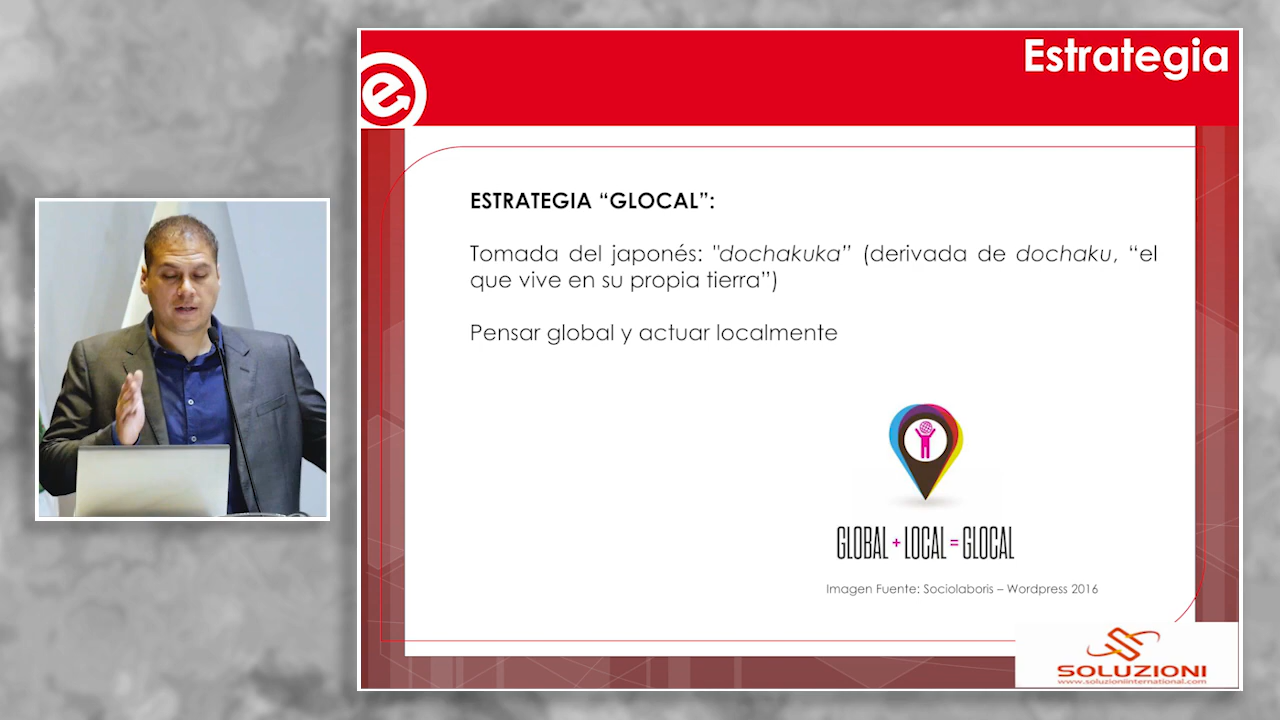 Estrategia
e
ESTRATEGIA “GLOCAL”:
Tomada del japonés: "dochakuka” (derivada de dochaku, “el
que vive en su propia tierra”)
Pensar global y actuar localmente
GLOBAL + LOCAL = GLOCAL
Imagen Fuente: Sociolaboris – Wordpress 2016
SOLUZIONI
www.soluzioniinternational.com